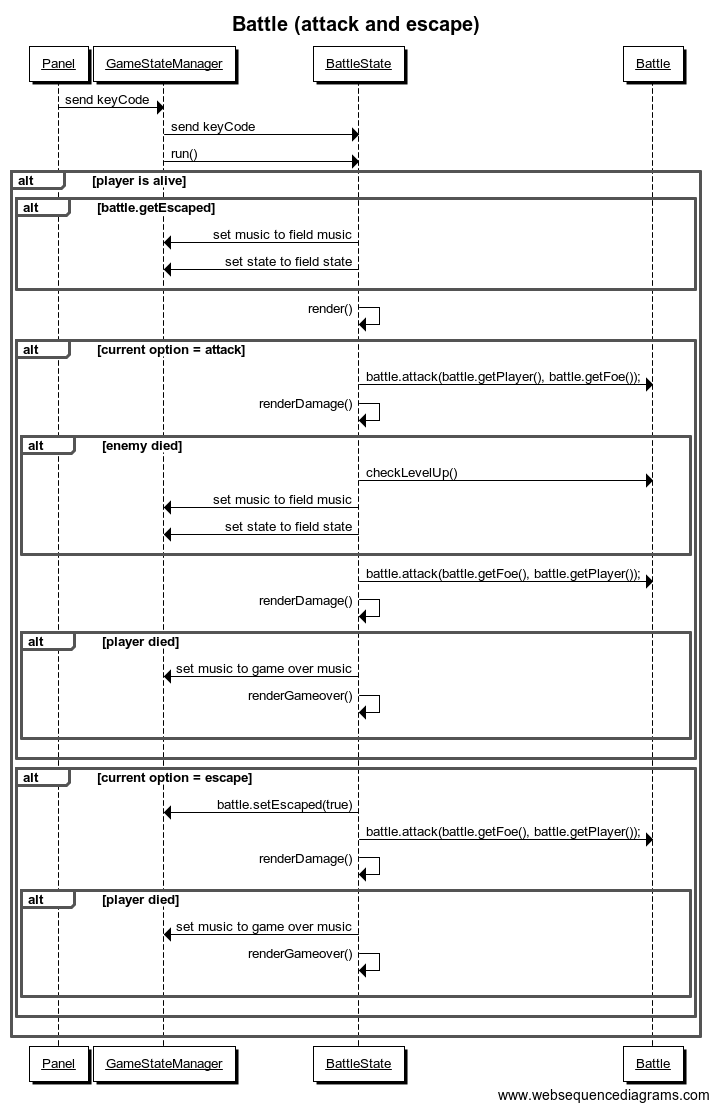 Battle (attack and escape)
Panel GameStateManager BattleState Battle
send keyCode
send keyCode
run()
alt [player is alive]
alt [battle.getEscaped]
set music to field music
set state to field state
render()
alt [current option = attack]
battle.attack(battle.getPlayer(), battle.getFoe());
renderDamage()
alt [enemy died]
checkLevelUp()
set music to field music
set state to field state
battle.attack(battle.getFoe(), battle.getPlayer());
renderDamage()
alt [player died]
set music to game over music
renderGameover()
alt [current option = escape]
battle.setEscaped(true)
battle.attack(battle.getFoe(), battle.getPlayer());
renderDamage()
alt [player died]
set music to game over music
renderGameover()
Panel GameStateManager BattleState Battle
www.websequencediagrams.com